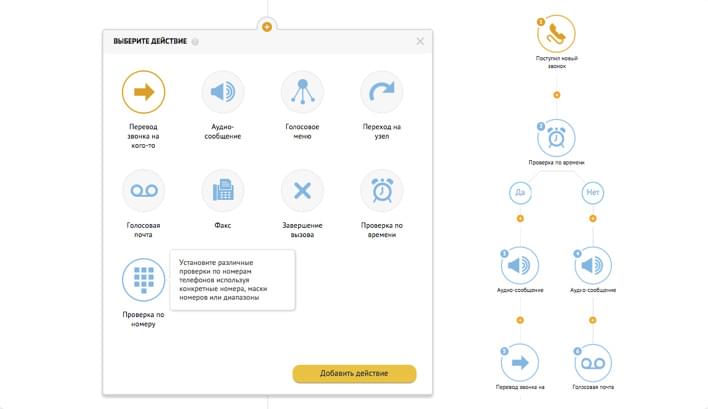 ВЫБЕРИТЕ ДЕЙСТВИЕ ?
Перевод
звонка на
кого-то
Аудио-
сообщение
Голосовое
меню
Переход на
узел
Голосовая
почта
Факс
Завершение
вызова
Проверка по
времени
Проверка по
номеру
Установите различные
проверки по номерам
телефонов используя
конкретные номера, маски
номеров или диапазоны
Добавить действие
1
Поступил новый
звонок
2
Проверка по времени
Да
Нет
3
Аудио-сообщение
4
Аудио-сообщение
5
Перевод звонка на
6
Голосовая почта